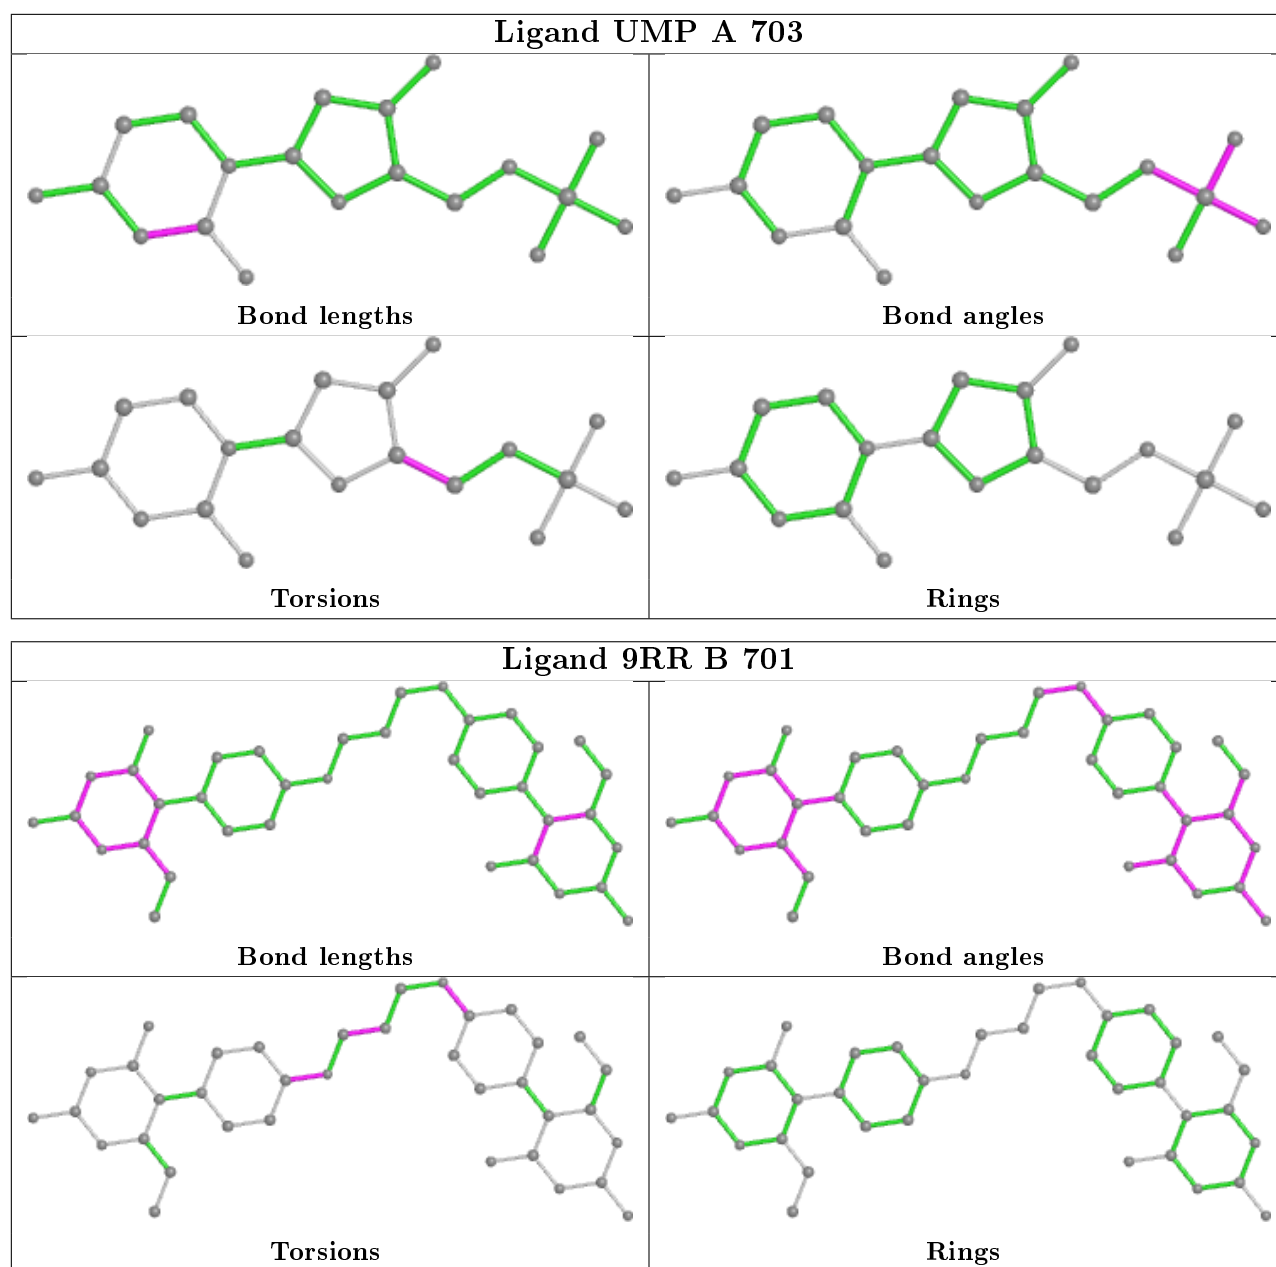 Ligand UMP A 703
Bond lengths
Bond angles
Torsions
Rings
Ligand 9RR B 701
Bond lengths
Bond angles
Torsions
Rings